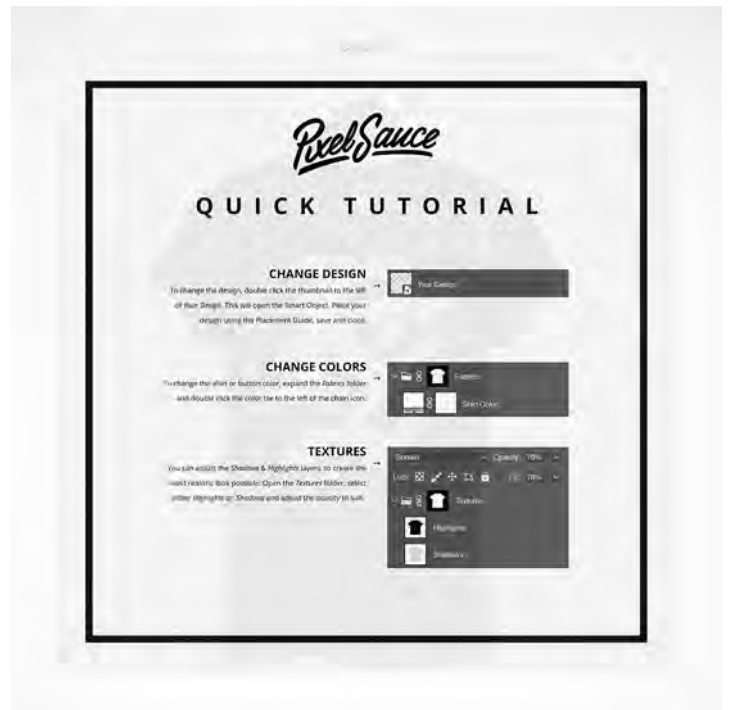 PixelSauce
QUICK TUTORIAL
CHANGE DESIGN
To change the design, double click the thumbnail to the left
of Your Design. This will open the Smart Object. Place your
design using the Placement Guide, save and close.
Your Design
CHANGE COLORS
To change the shirt or button color, expand the Fabrics folder
and double click the color tile to the left of the chain icon.
Fabrics
Shirt Color
TEXTURES
You can adjust the Shadows & Highlights layers, to create the
most realistic look possible. Open the Textures folder, select
either Highlights or Shadows and adjust the opacity to suit.
Screen Opacity: 70%
Lock: Fill: 70%
Textures
Highlights
Shadows